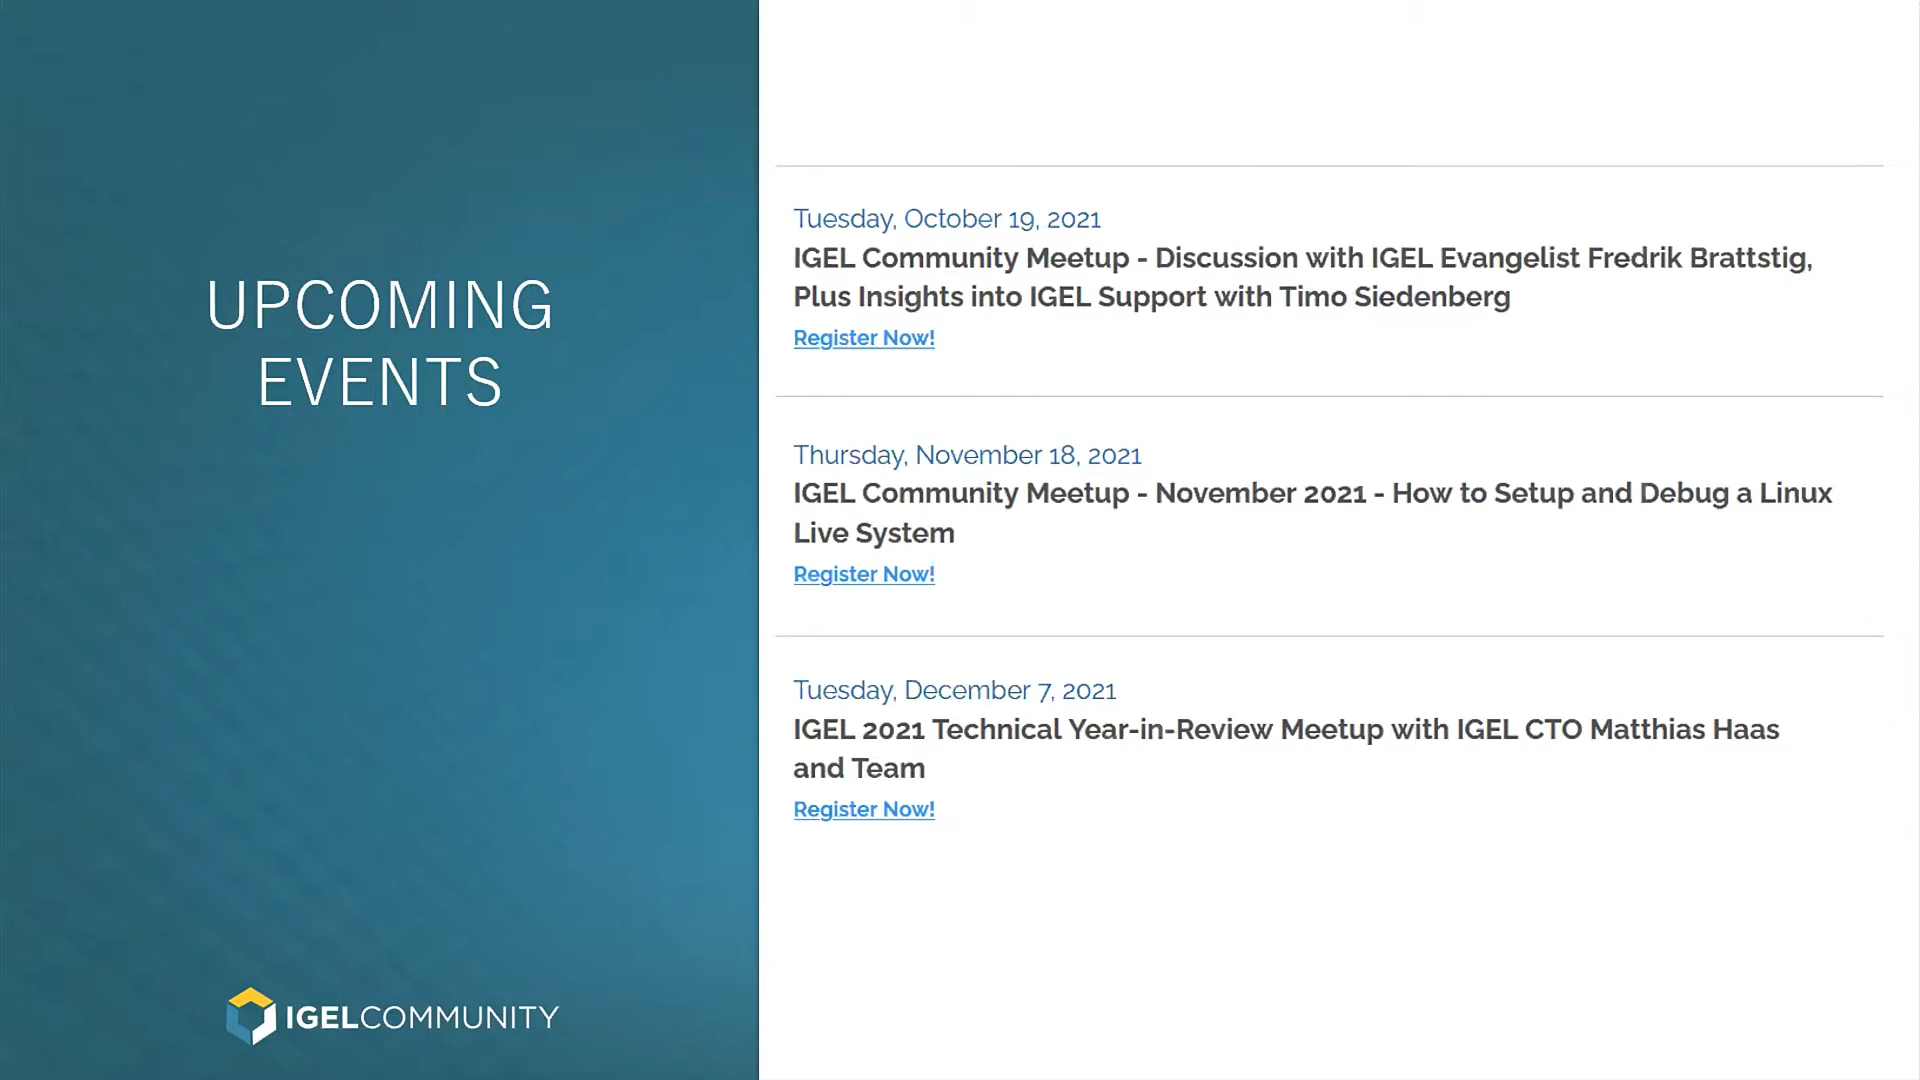 UPCOMING
EVENTS
IGELCOMMUNITY
Tuesday, October 19, 2021
IGEL Community Meetup - Discussion with IGEL Evangelist Fredrik Brattstig,
Plus Insights into IGEL Support with Timo Siedenberg
Register Now!
Thursday, November 18, 2021
IGEL Community Meetup - November 2021 - How to Setup and Debug a Linux
Live System
Register Now!
Tuesday, December 7, 2021
IGEL 2021 Technical Year-in-Review Meetup with IGEL CTO Matthias Haas
and Team
Register Now!